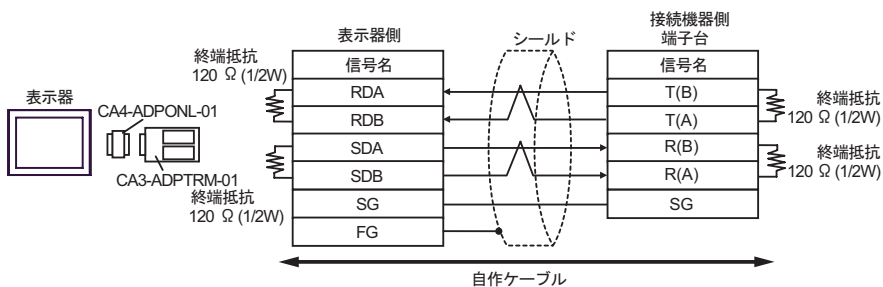 接続機器側
端子台
表示器側
シールド
終端抵抗
120 Ω (1/2W)
信号名
信号名
表示器
CA4-ADPONL-01
CA3-ADPTRM-01
RDA
T(B)
RDB
T(A)
終端抵抗
120 Ω (1/2W)
SDA
R(B)
SDB
R(A)
終端抵抗
120 Ω (1/2W)
終端抵抗
120 Ω (1/2W)
SG
SG
FG
自作ケーブル